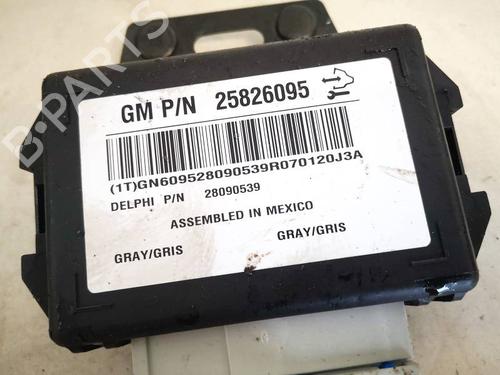 GM P/N 25826095
(1T)GN609528090539R070120J3A
DELPHI P/N 28090539
ASSEMBLED IN MEXICO
GRAY/GRIS GRAY/GRIS
B-PARTS